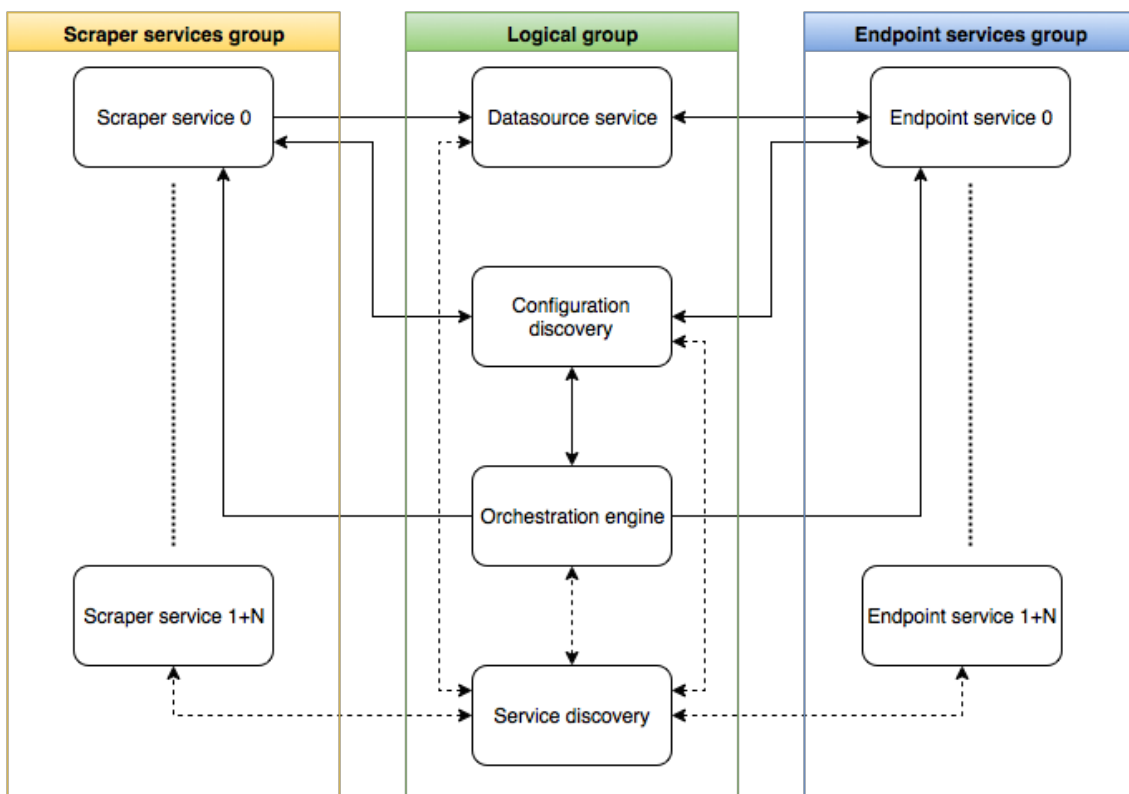 Scraper services group
Logical group
Endpoint services group
Scraper service 0
Datasource service
Endpoint service 0
Configuration
discovery
Orchestration engine
Scraper service 1+N
Endpoint service 1+N
Service discovery